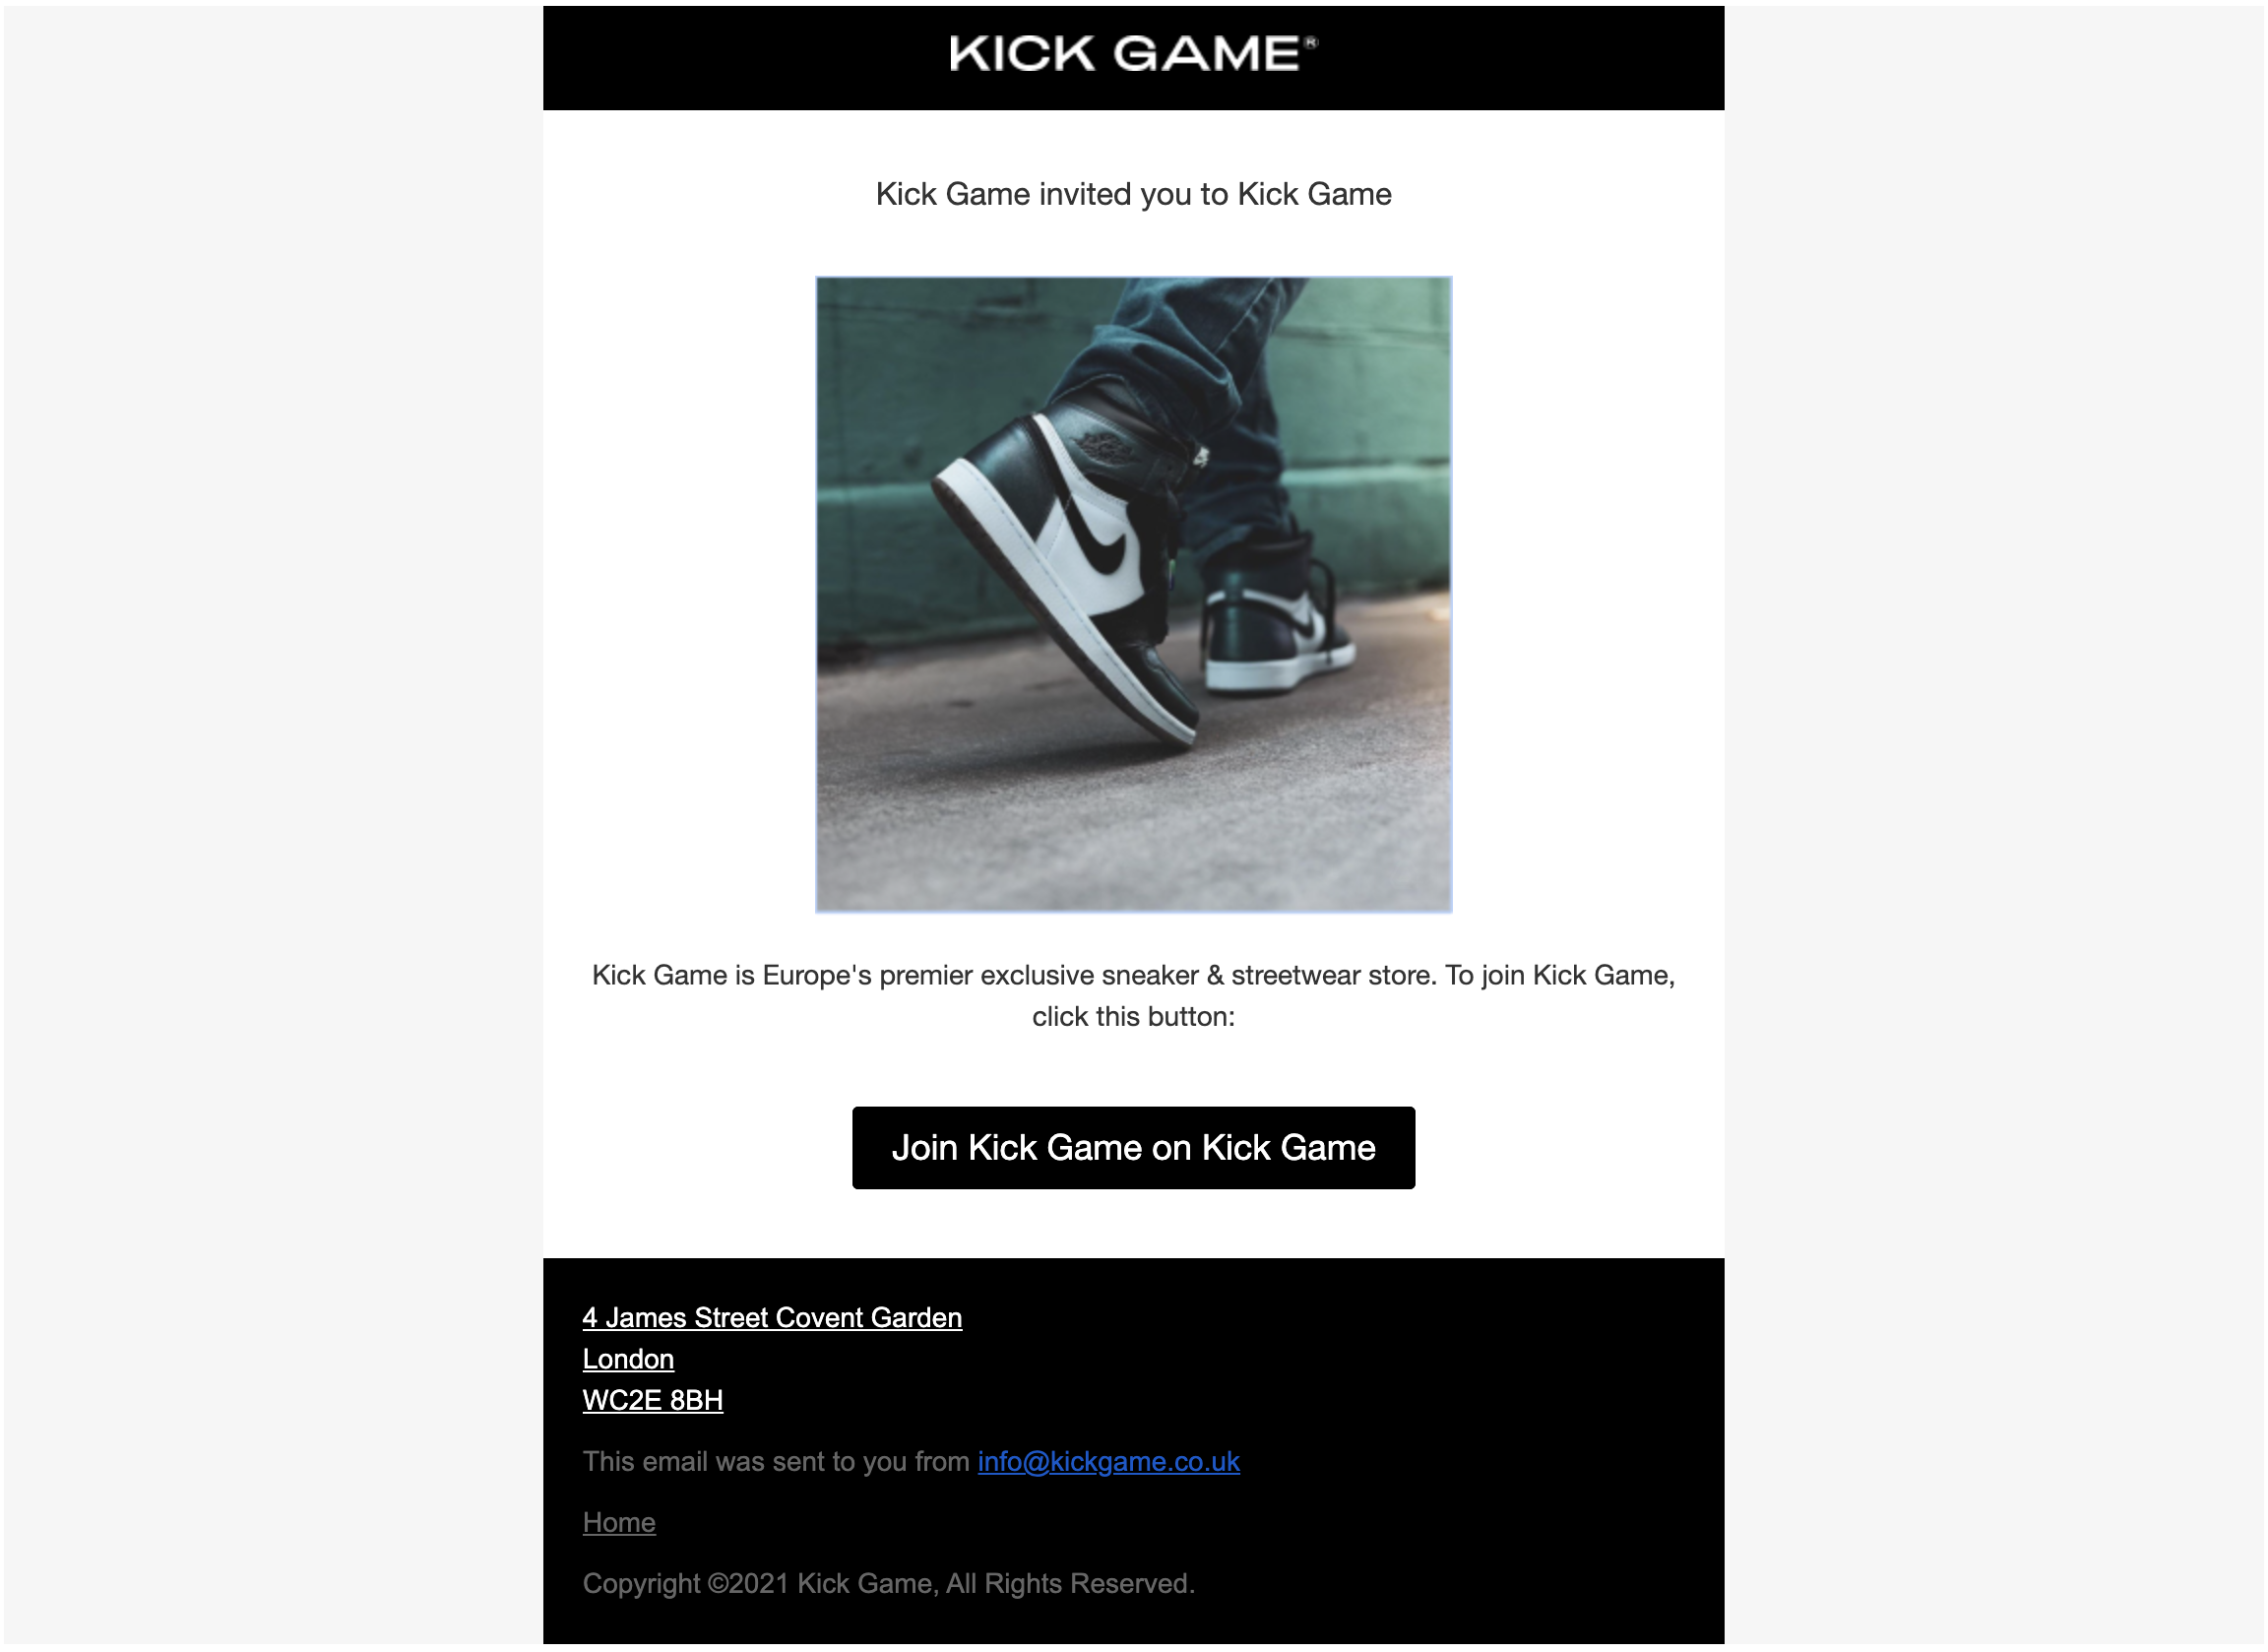 KICK GAME®
Kick Game invited you to Kick Game
Kick Game is Europe's premier exclusive sneaker & streetwear store. To join Kick Game,
click this button:
Join Kick Game on Kick Game
4 James Street Covent Garden
London
WC2E 8BH
This email was sent to you from info@kickgame.co.uk
Home
Copyright ©2021 Kick Game, All Rights Reserved.